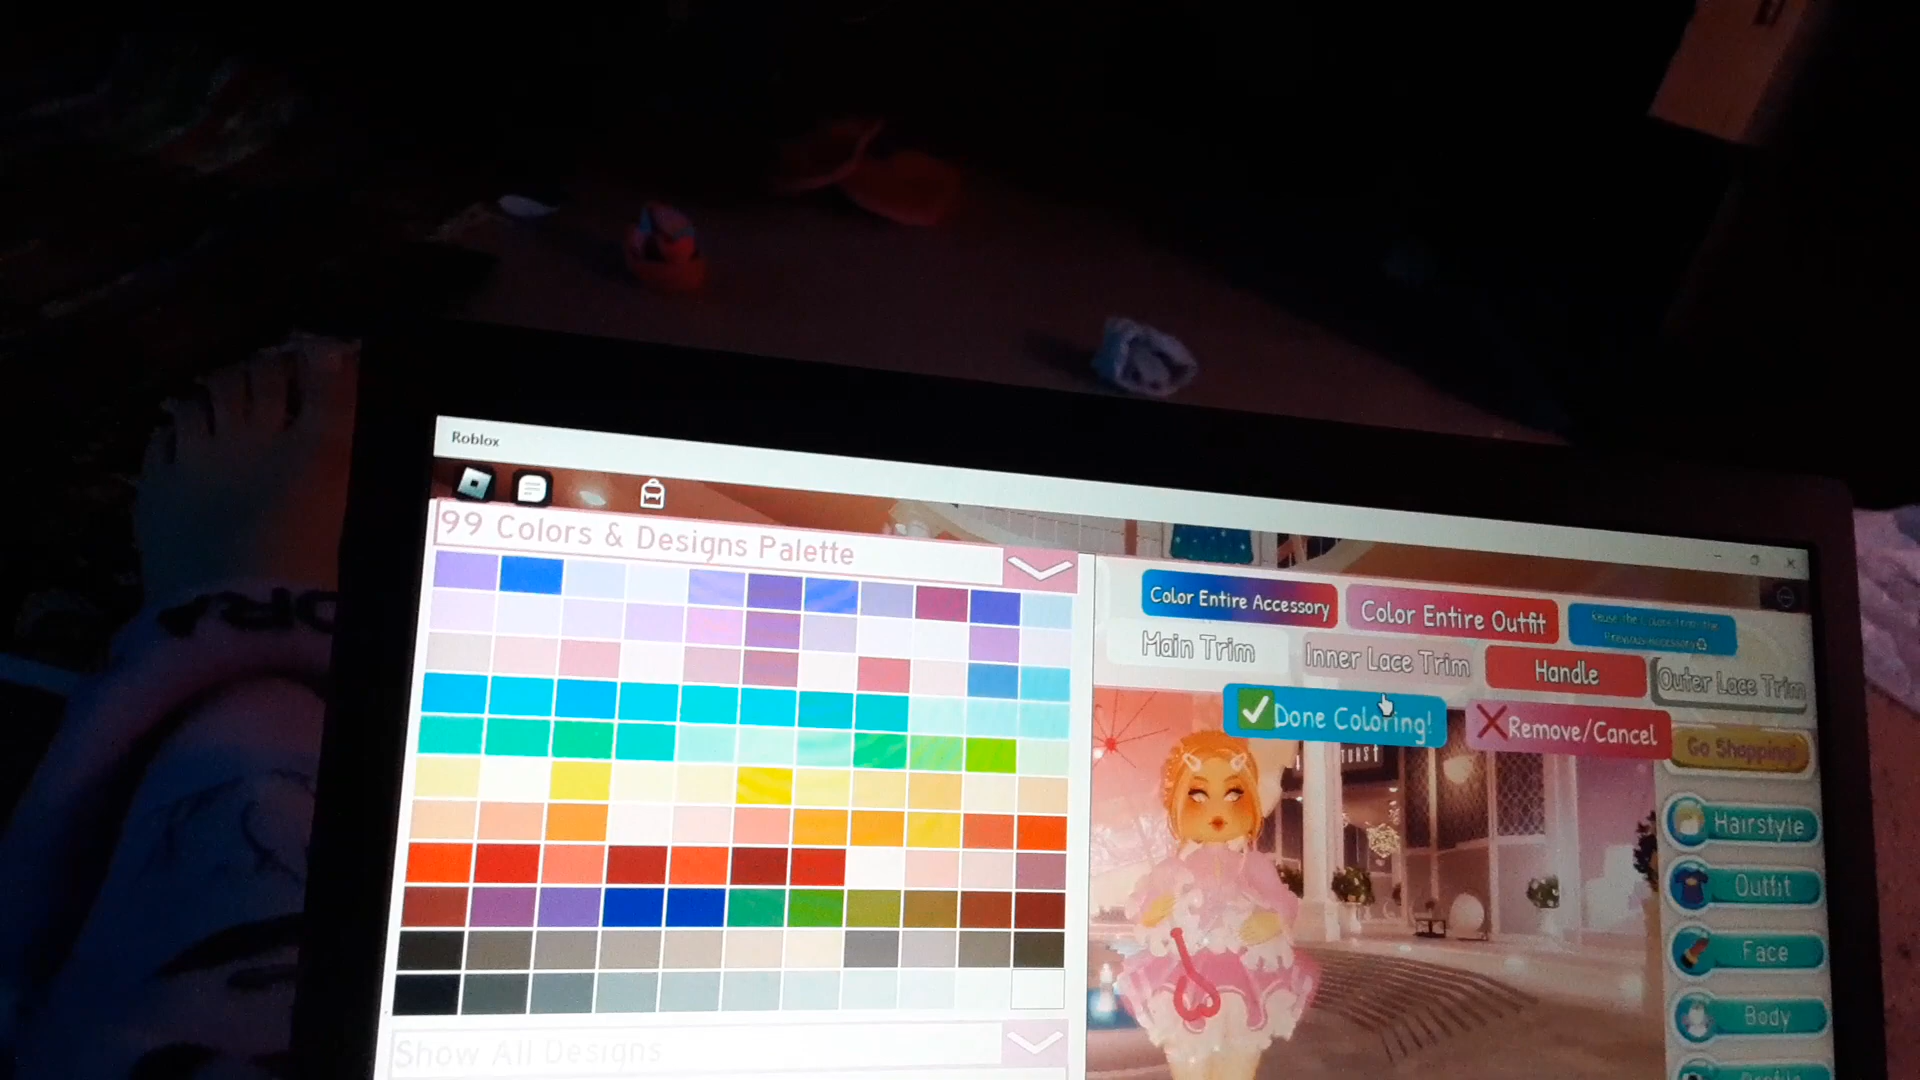 Roblox
99 Colors & Designs Palette
Color Entire Accessory
Color Entire Outfit
Main Trim
Inner Lace Trim
Handle
Outer Lace Trim
Done Coloring!
Remove/Cancel
Go Shopping!
Hairstyle
Outfit
Face
Body
Show All Designs